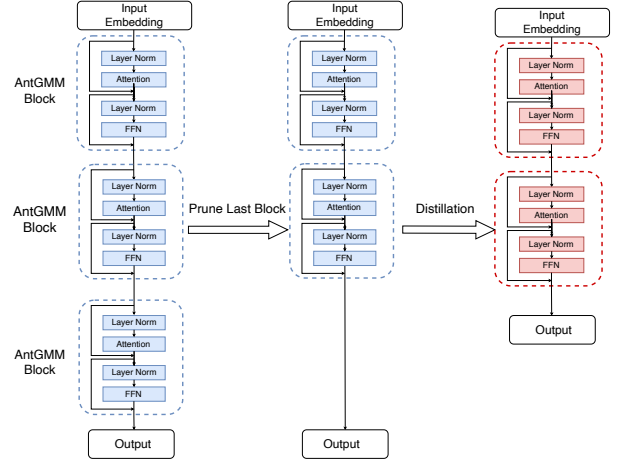 Input
Embedding
AntGMM
Block
Layer Norm
Attention
Layer Norm
FFN
AntGMM
Block
Layer Norm
Attention
Layer Norm
FFN
AntGMM
Block
Layer Norm
Attention
Layer Norm
FFN
Output
Prune Last Block
Input
Embedding
Layer Norm
Attention
Layer Norm
FFN
Layer Norm
Attention
Layer Norm
FFN
Output
Distillation
Input
Embedding
Layer Norm
Attention
Layer Norm
FFN
Layer Norm
Attention
Layer Norm
FFN
Output